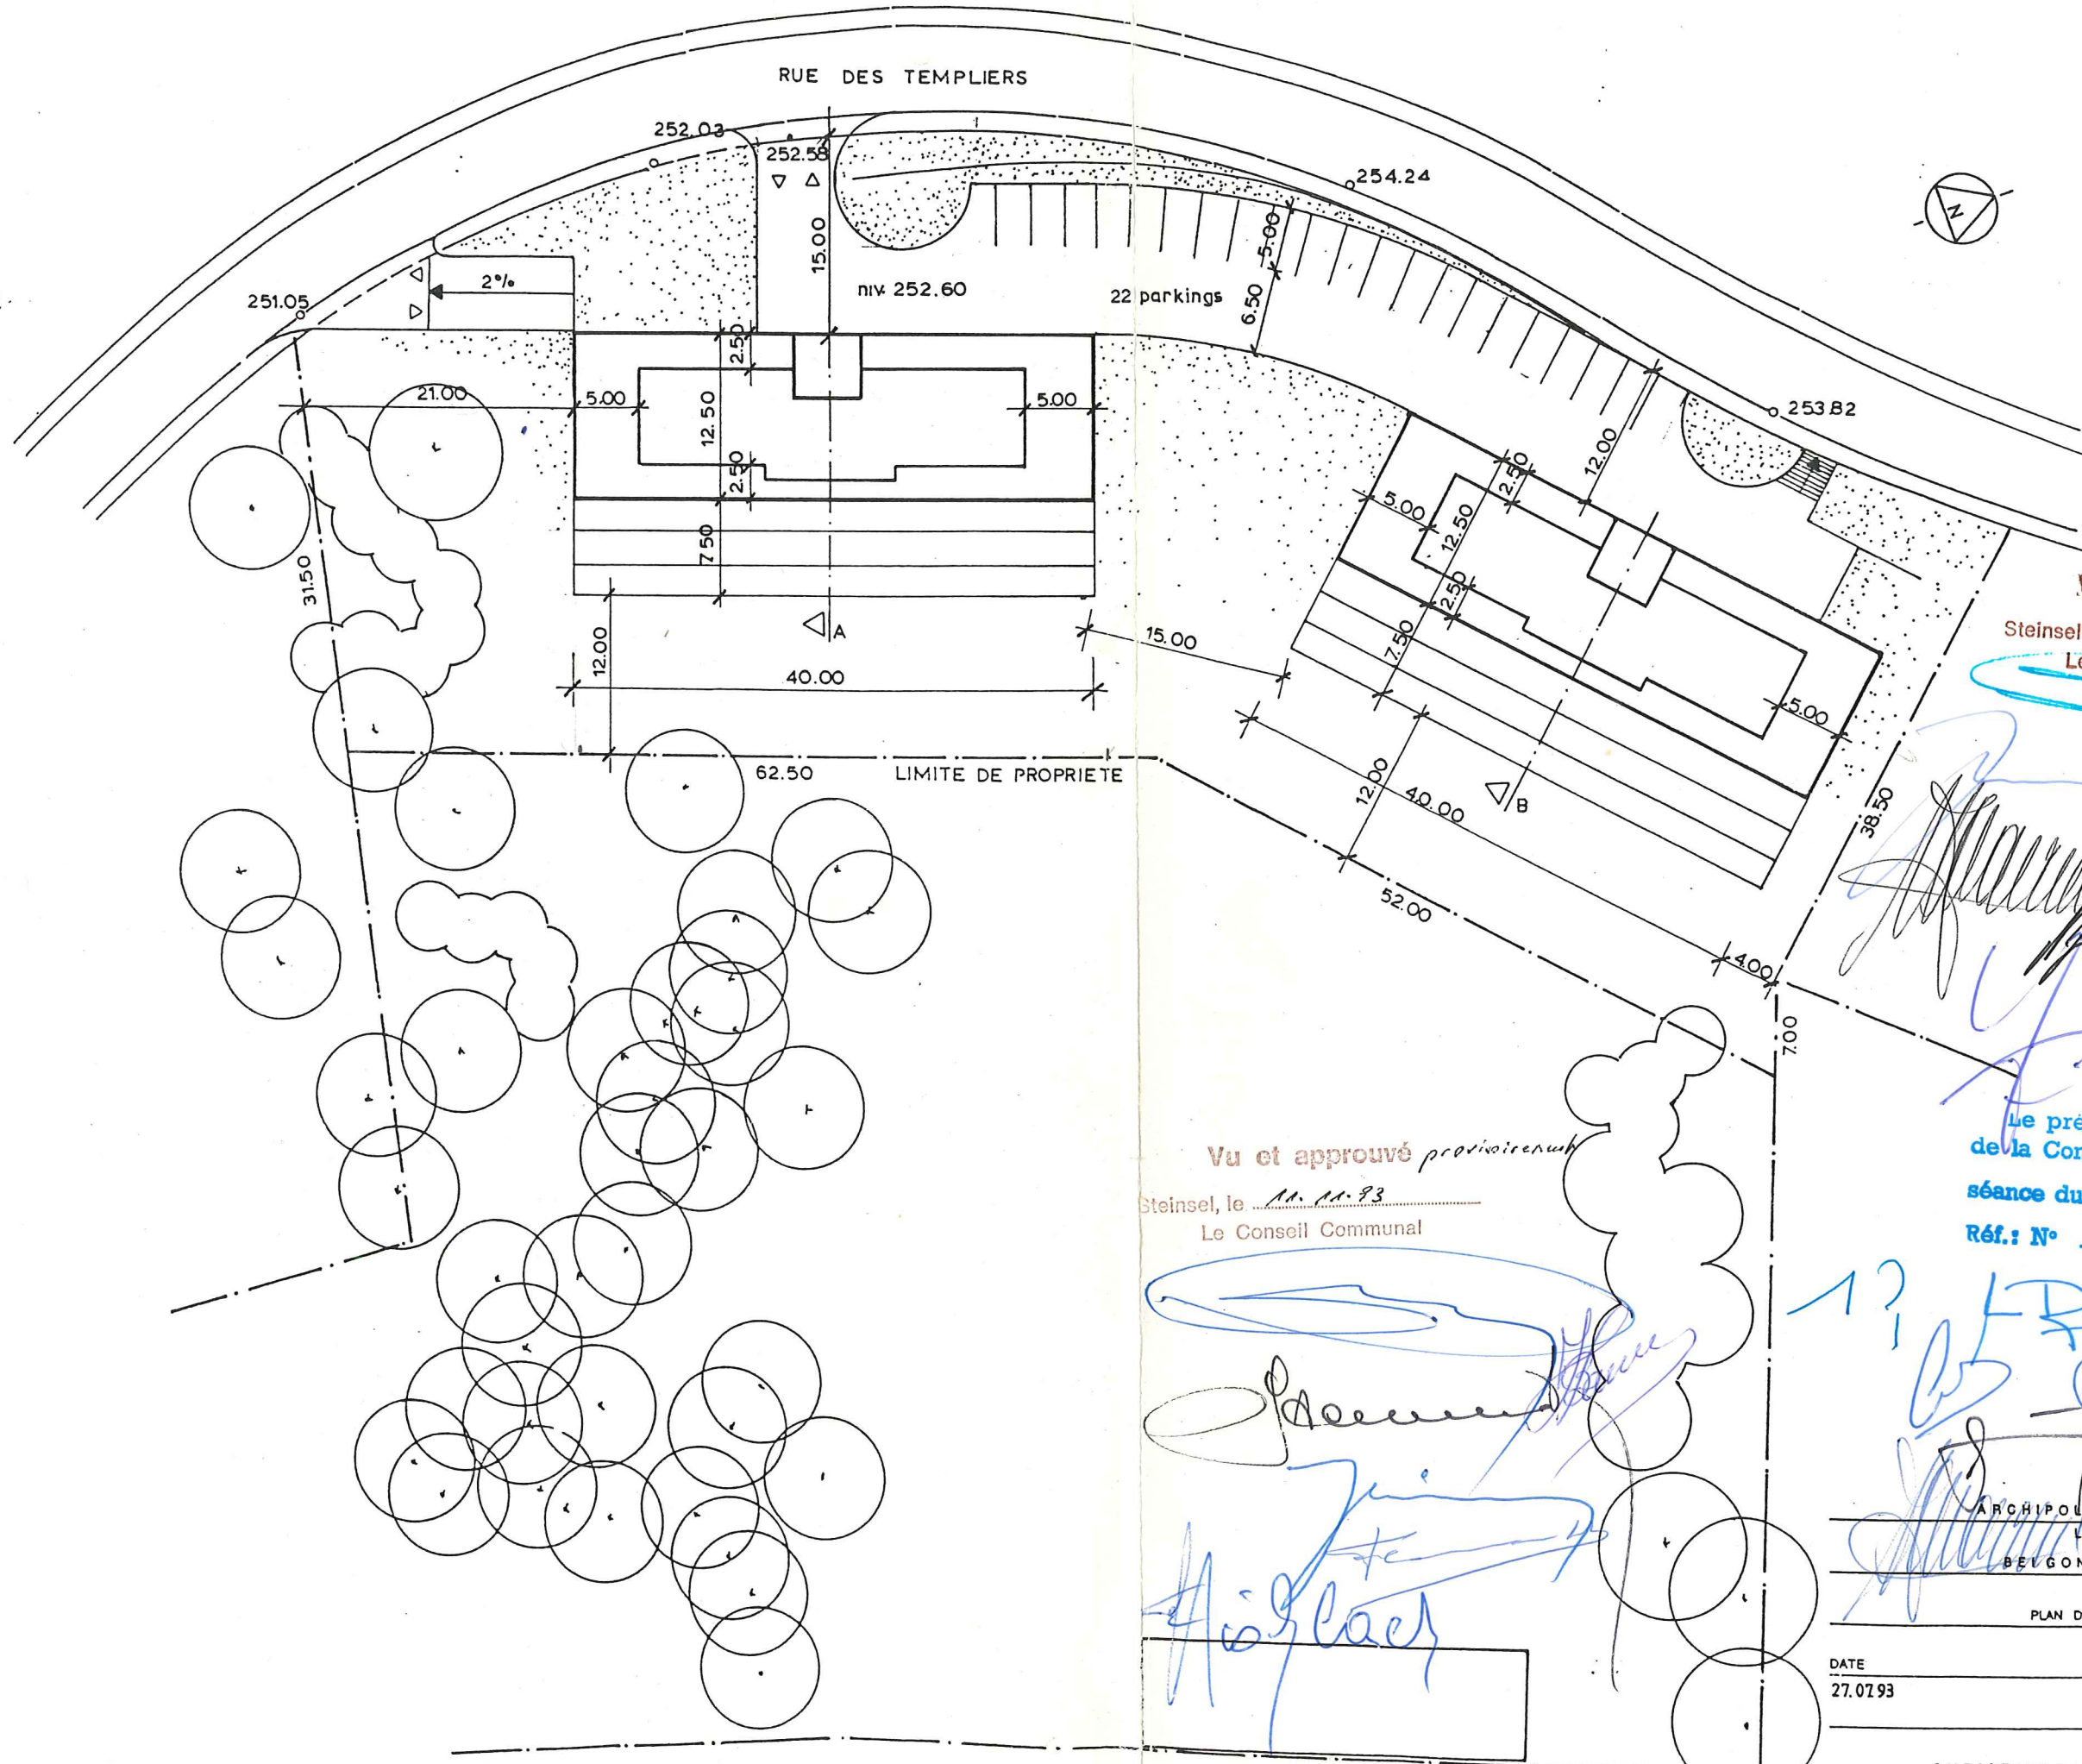 RUE DES TEMPLIERS
252.03
252.58
254.24
251.05
2%
15.00
niv. 252.60
22 parkings
5.00
6.50
N
253.82
21.00
5.00
2.50
12.50
2.50
5.00
7.50
12.00
31.50
12.00
A
40.00
15.00
5.00
2.50
12.50
2.50
7.50
5.00
12.00
40.00
B
38.50
62.50
LIMITE DE PROPRIETE
52.00
4.00
7.00
Steinsel
Le
Vu et approuvé provisoirement
Steinsel, le 11.11.93
Le Conseil Communal
Le pré
de la Con
séance du
Réf.: N°
ARCHIPOL
BELGON
PLAN D
DATE
27.07.93